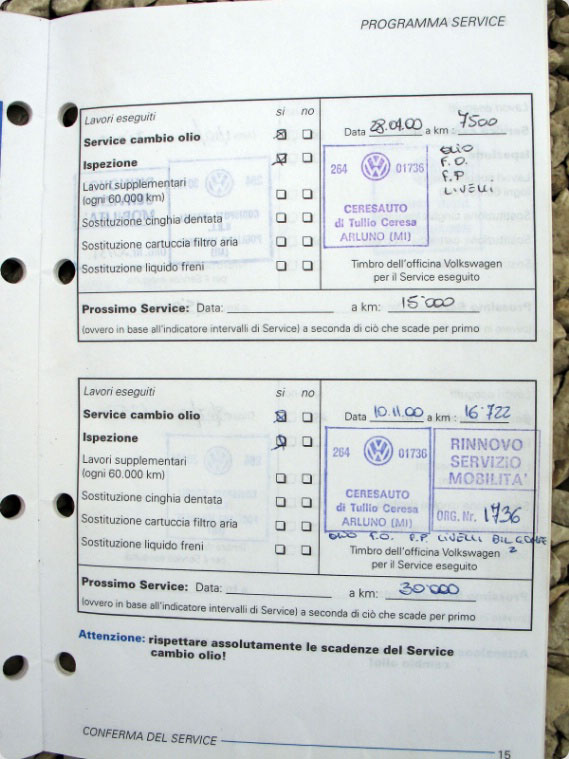 PROGRAMMA SERVICE
Lavori eseguiti si no
Service cambio olio
Ispezione
Lavori supplementari
(ogni 60.000 km)
Sostituzione cinghia dentata
Sostituzione cartuccia filtro aria
Sostituzione liquido freni
Data 28.07.00 a km: 7500
264 01736
CERESAUTO
di Tullio Ceresa
ARLUNO (MI)
OLIO
F.O.
F.P
LIVELLI
Timbro dell'officina Volkswagen
per il Service eseguito
Prossimo Service: Data: a km: 15'000
(ovvero in base all'indicatore intervalli di Service) a seconda di ciò che scade per primo
Lavori eseguiti si no
Service cambio olio
Ispezione
Lavori supplementari
(ogni 60.000 km)
Sostituzione cinghia dentata
Sostituzione cartuccia filtro aria
Sostituzione liquido freni
Data 10.11.00 a km: 16'722
264 01736
CERESAUTO
di Tullio Ceresa
ARLUNO (MI)
RINNOVO
SERVIZIO
MOBILITA'
ORG. Nr. 1736
OLIO F.O. F.P LIVELLI
Timbro dell'officina Volkswagen
per il Service eseguito
Prossimo Service: Data: a km: 30'000
(ovvero in base all'indicatore intervalli di Service) a seconda di ciò che scade per primo
Attenzione: rispettare assolutamente le scadenze del Service
cambio olio!
CONFERMA DEL SERVICE 15